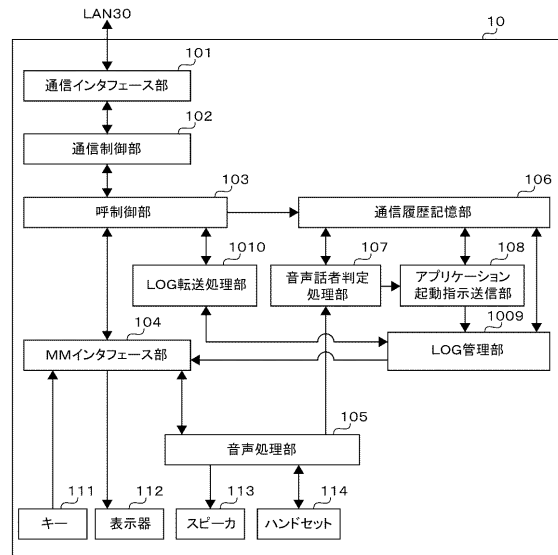 LAN30
10
101
通信インタフェース部
102
通信制御部
103
呼制御部
106
通信履歴記憶部
1010
LOG転送処理部
107
音声話者判定
処理部
108
アプリケーション
起動指示送信部
1009
LOG管理部
104
MMインタフェース部
105
音声処理部
111
キー
112
表示器
113
スピーカ
114
ハンドセット